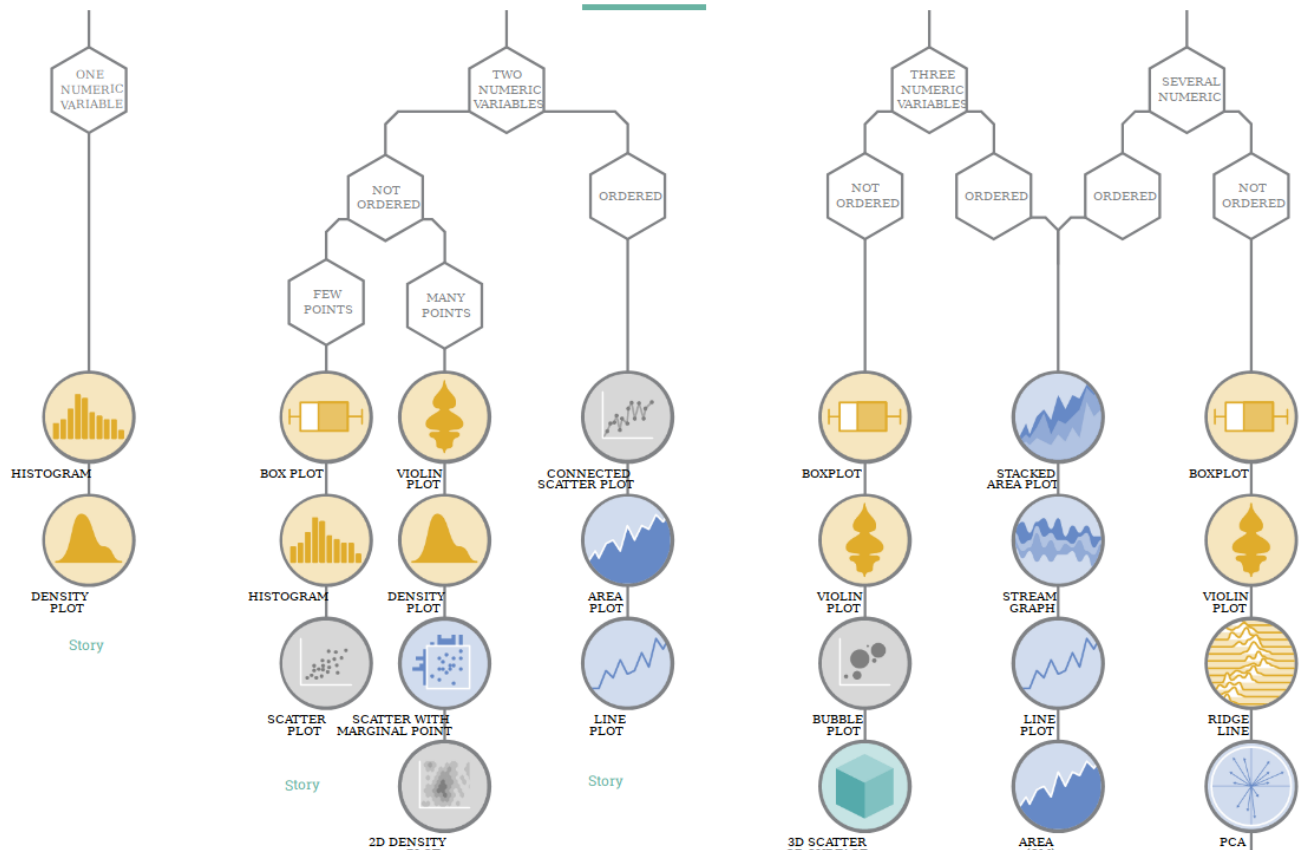 ONE
NUMERIC
VARIABLE
TWO
NUMERIC
VARIABLES
THREE
NUMERIC
VARIABLES
SEVERAL
NUMERIC
NOT
ORDERED
ORDERED
NOT
ORDERED
ORDERED
ORDERED
NOT
ORDERED
FEW
POINTS
MANY
POINTS
HISTOGRAM
BOX PLOT
VIOLIN
PLOT
CONNECTED
SCATTER PLOT
BOXPLOT
STACKED
AREA PLOT
BOXPLOT
DENSITY
PLOT
HISTOGRAM
DENSITY
PLOT
AREA
PLOT
VIOLIN
PLOT
STREAM
GRAPH
VIOLIN
PLOT
Story
SCATTER
PLOT
SCATTER WITH
MARGINAL POINT
LINE
PLOT
BUBBLE
PLOT
LINE
PLOT
RIDGE
LINE
Story
Story
2D DENSITY
3D SCATTER
AREA
PCA